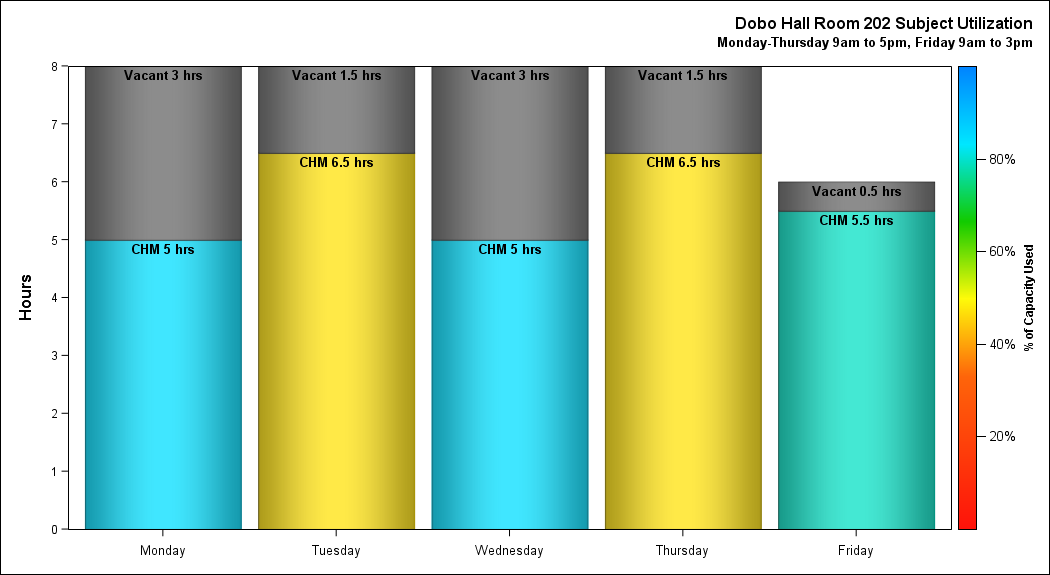 Dobo Hall Room 202 Subject Utilization
Monday-Thursday 9am to 5pm, Friday 9am to 3pm
8
7
6
5
4
3
2
1
0
Hours
Vacant 3 hrs
CHM 5 hrs
Vacant 1.5 hrs
CHM 6.5 hrs
Vacant 3 hrs
CHM 5 hrs
Vacant 1.5 hrs
CHM 6.5 hrs
Vacant 0.5 hrs
CHM 5.5 hrs
Monday
Tuesday
Wednesday
Thursday
Friday
80%
60%
40%
20%
% of Capacity Used